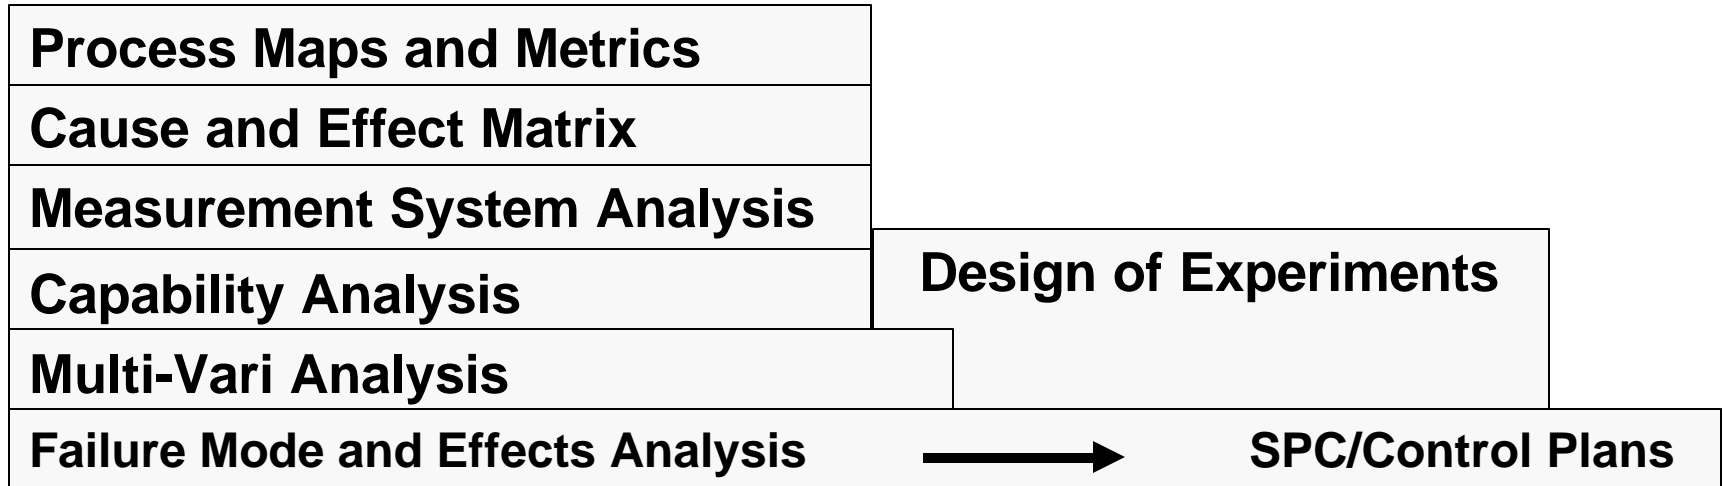 Process Maps and Metrics
Cause and Effect Matrix
Measurement System Analysis
Design of Experiments
Capability Analysis
Multi-Vari Analysis
Failure Mode and Effects Analysis SPC/Control Plans